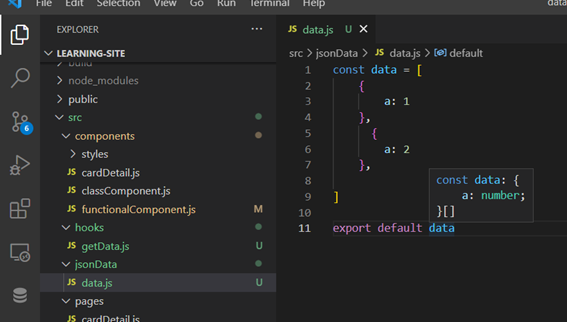 File Edit Selection View Go Run Terminal Help data
EXPLORER ...
LEARNING-SITE
build
node_modules
public
src
components
styles
JS cardDetail.js
JS classComponent.js
JS functionalComponent.js M
hooks
JS getData.js U
jsonData
JS data.js U
pages
JS cardDetail.js
6
JS data.js U
src > jsonData > JS data.js > default
1 const data = [
2 {
3 a: 1
4 },
5 {
6 a: 2
7 },
8
9 ]
10
11 export default data
const data: {
a: number;
}[]